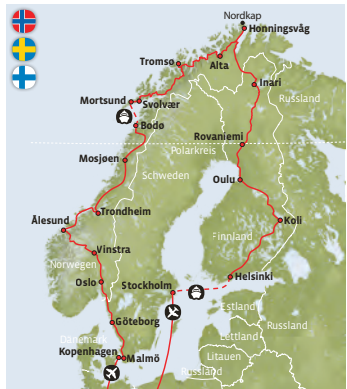 Nordkap
Honningsvåg
Tromsø
Alta
Inari
Mortsund
Svolvær
Russland
Bodø
Rovaniemi
Polarkreis
Mosjøen
Schweden
Oulu
Trondheim
Ålesund
Koli
Finnland
Vinstra
Norwegen
Helsinki
Oslo
Stockholm
Estland
Göteborg
Russland
Dänemark
Lettland
Kopenhagen
Malmö
Litauen
Russland